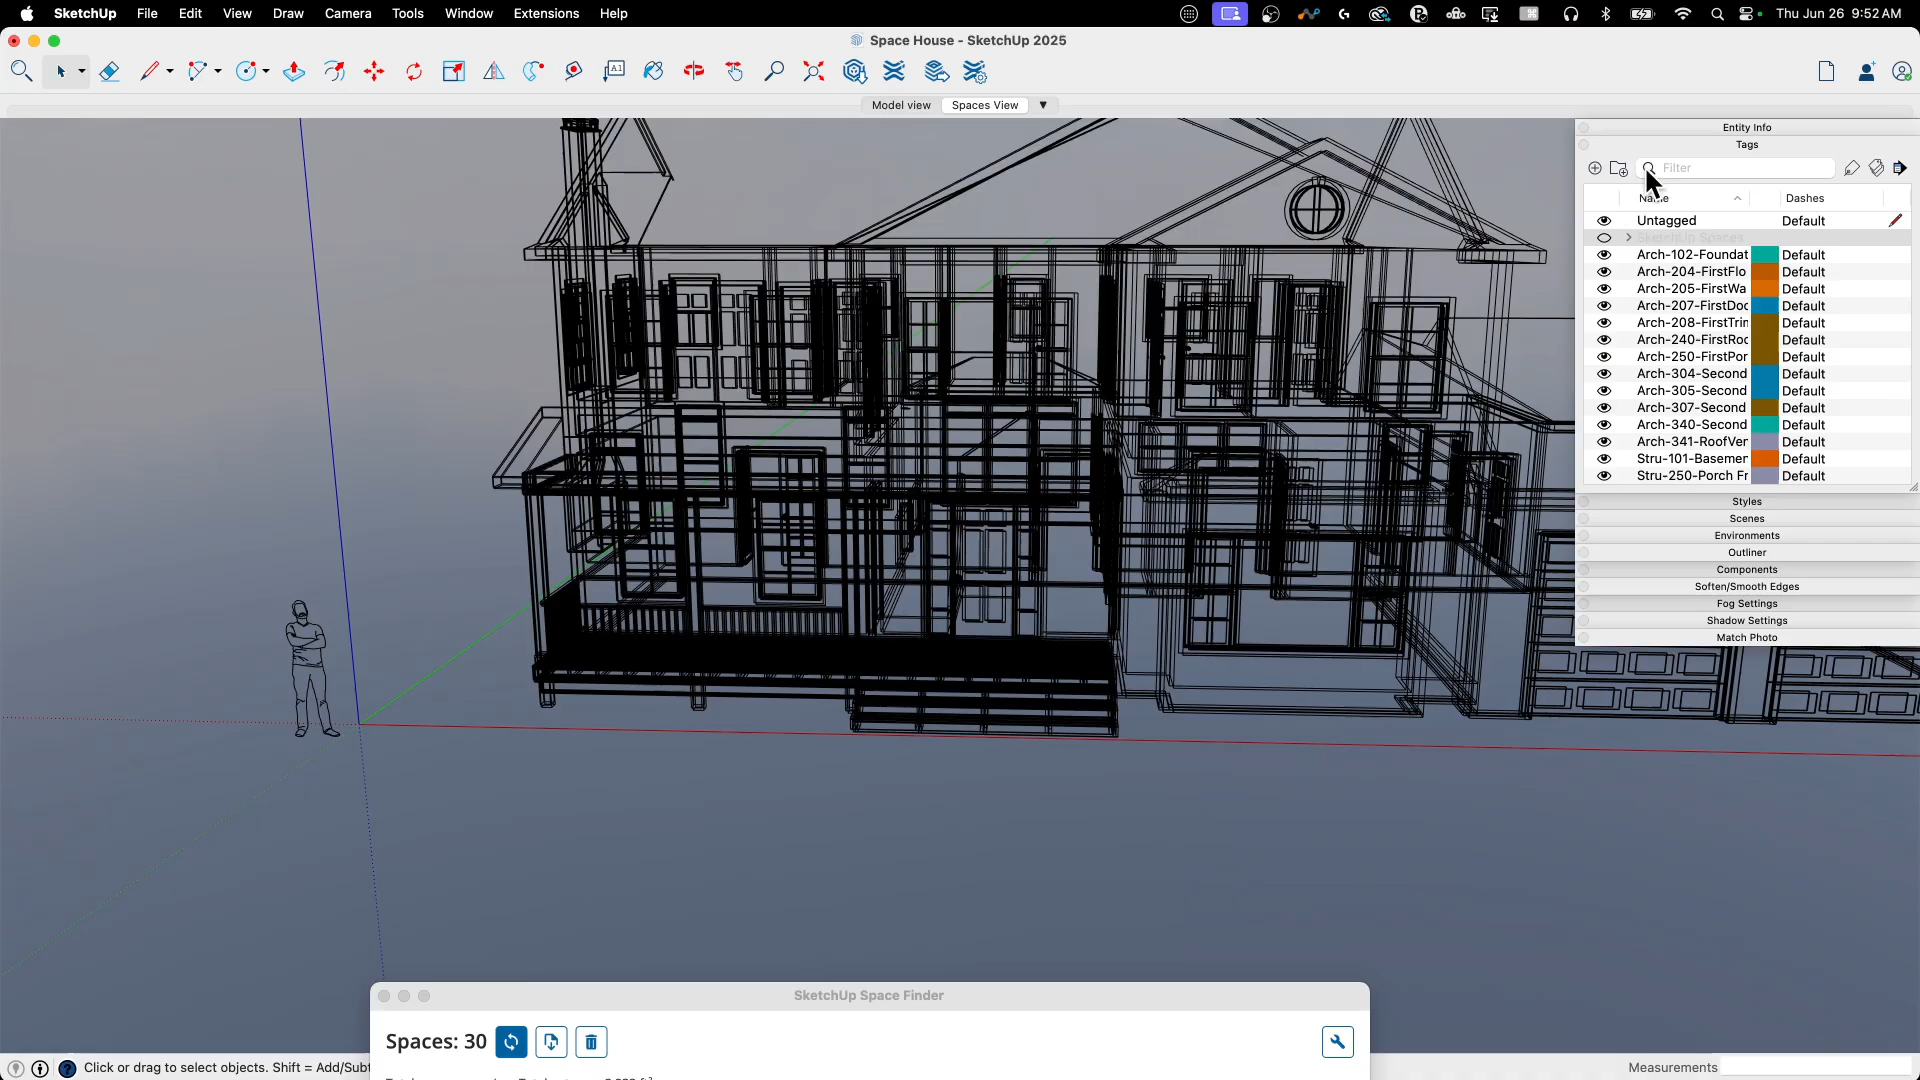 SketchUp File Edit View Draw Camera Tools Window Extensions Help Thu Jun 26 9:52 AM
Space House - SketchUp 2025
A1
Model view Spaces View
Entity Info
Tags
Filter
Dashes
Untagged Default
SketchUp Spaces
Arch-102-Foundat Default
Arch-204-FirstFlo Default
Arch-205-FirstWa Default
Arch-207-FirstDoc Default
Arch-208-FirstTrin Default
Arch-240-FirstRoc Default
Arch-250-FirstPor Default
Arch-304-Second Default
Arch-305-Second Default
Arch-307-Second Default
Arch-340-Second Default
Arch-341-RoofVer Default
Stru-101-Basemer Default
Stru-250-Porch Fr Default
Styles
Scenes
Environments
Outliner
Components
Soften/Smooth Edges
Fog Settings
Shadow Settings
Match Photo
SketchUp Space Finder
Spaces: 30
Click or drag to select objects. Shift = Add/Subt
Measurements